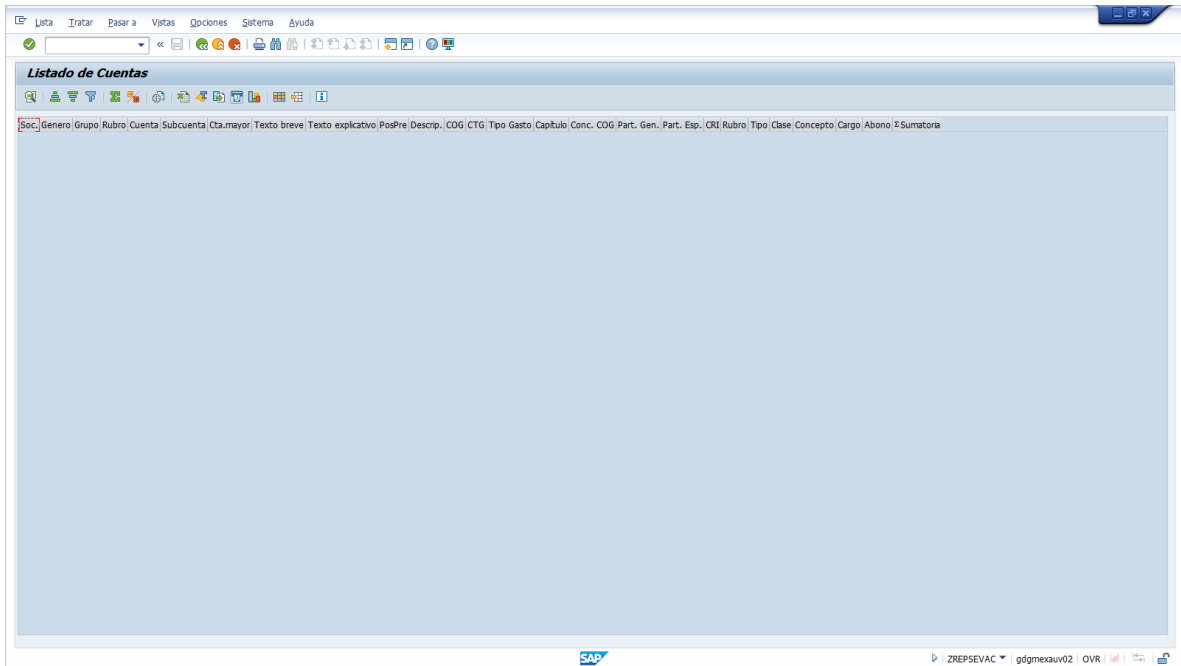 Lista Tratar Pasar a Vistas Opciones Sistema Ayuda
Listado de Cuentas
Soc. Genero Grupo Rubro Cuenta Subcuenta Cta.mayor Texto breve Texto explicativo PosPre Descrip. COG CTG Tipo Gasto Capítulo Conc. COG Part. Gen. Part. Esp. CRI Rubro Tipo Clase Concepto Cargo Abono Σ Sumatoria
SAP ZREPSEVAC gdgmexauv02 OVR